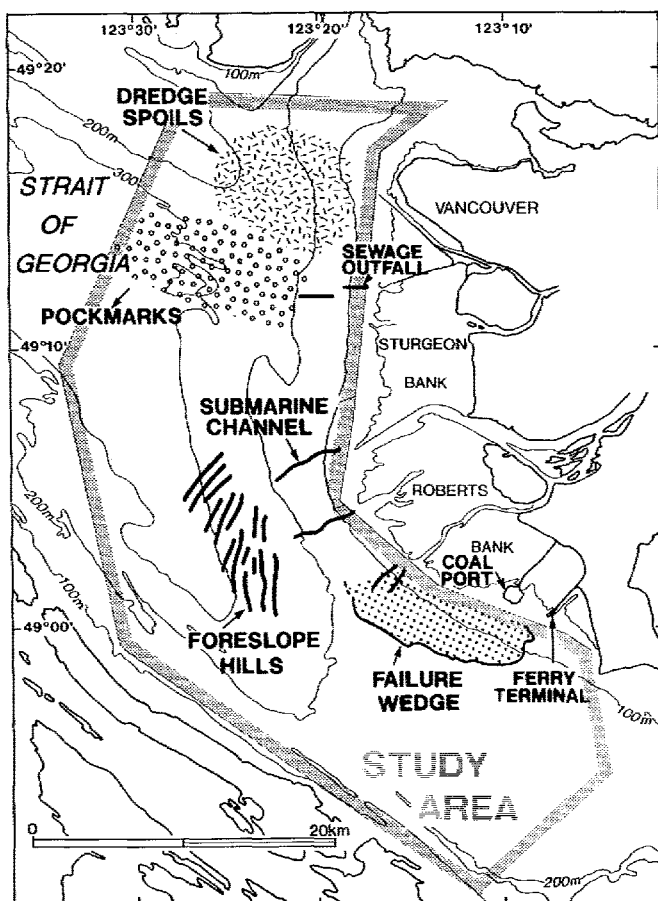 123°30'
123°20'
123°10'
49°20'
100m
DREDGE
SPOILS
200m
300
STRAIT
OF
GEORGIA
VANCOUVER
SEWAGE
OUTFALL
POCKMARKS
49°10'
STURGEON
BANK
SUBMARINE
CHANNEL
ROBERTS
BANK
COAL
PORT
200m
100m
49°00'
FORESLOPE
HILLS
FAILURE
WEDGE
FERRY
TERMINAL
100m
STUDY
AREA
0
20km
200m